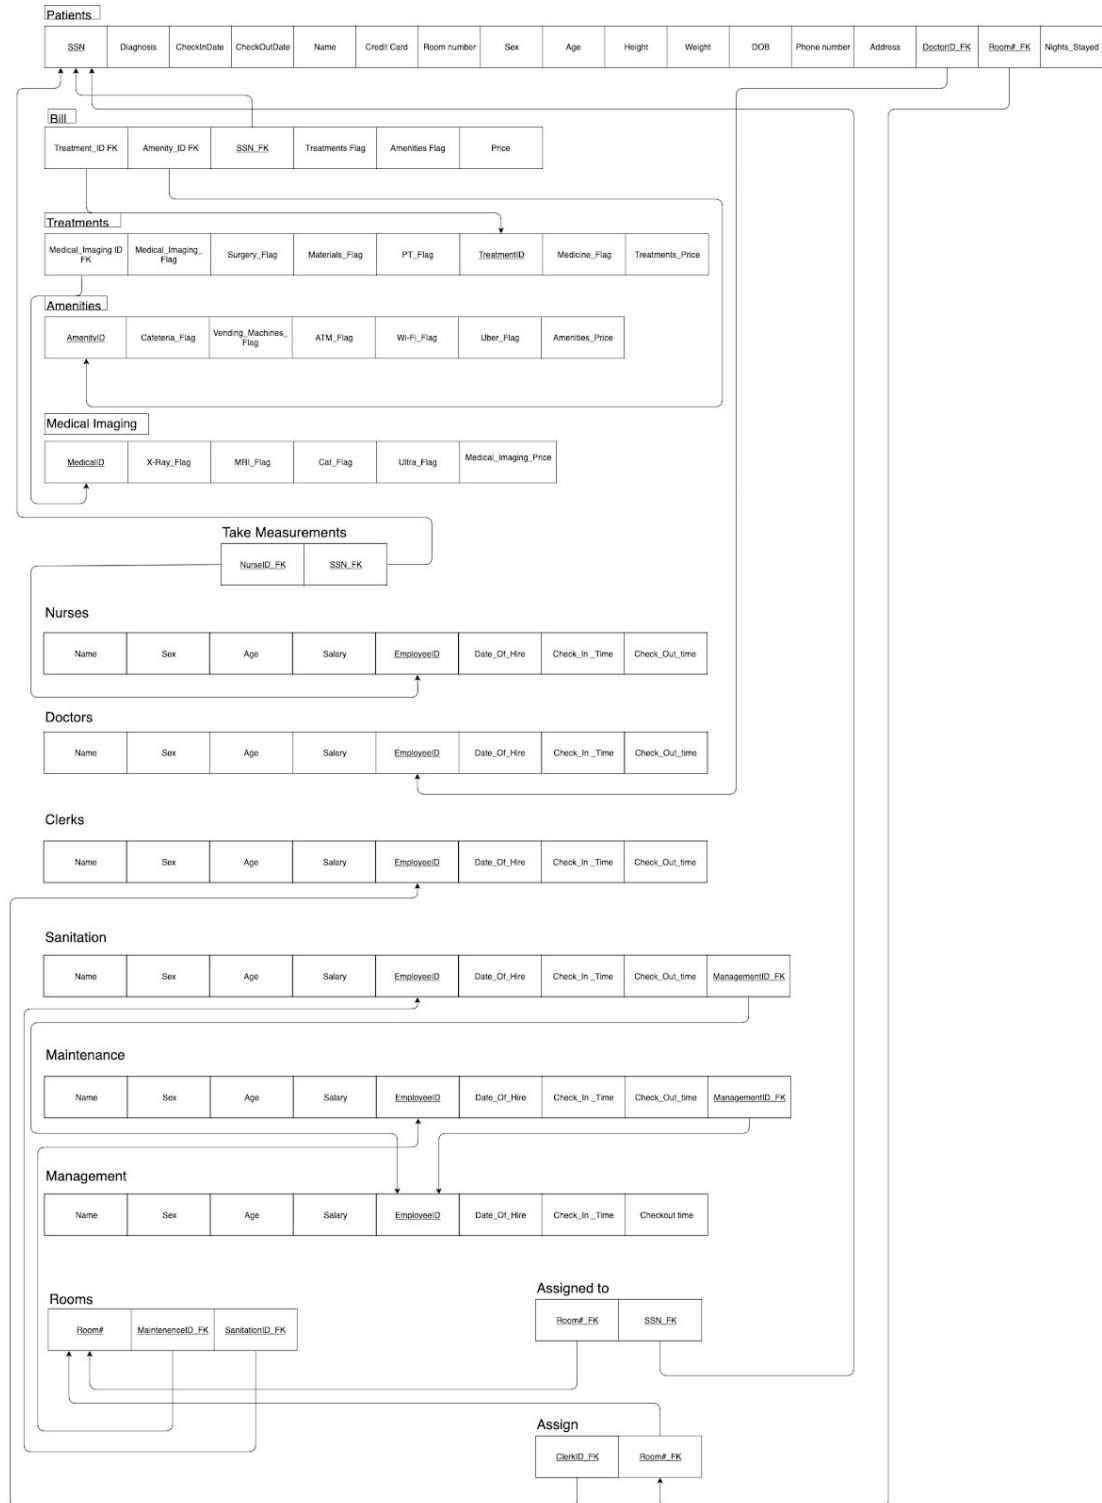 Patients
SSN Diagnosis CheckInDate CheckOutDate Name Credit Card Room number Sex Age Height Weight DOB Phone number Address DoctorID_FK Room#_FK Nights_Stayed
Bill
Treatment_ID FK Amenity_ID FK SSN_FK Treatments Flag Amenities Flag Price
Treatments
Medical_Imaging ID FK Medical_Imaging_Flag Surgery_Flag Materials_Flag PT_Flag TreatmentID Medicine_Flag Treatments_Price
Amenities
AmenityID Cafeteria_Flag Vending_Machines_Flag ATM_Flag Wi-Fi_Flag Uber_Flag Amenities_Price
Medical Imaging
MedicalID X-Ray_Flag MRI_Flag Cat_Flag Ultra_Flag Medical_Imaging_Price
Take Measurements
NurseID_FK SSN_FK
Nurses
Name Sex Age Salary EmployeeID Date_Of_Hire Check_In _Time Check_Out_time
Doctors
Name Sex Age Salary EmployeeID Date_Of_Hire Check_In _Time Check_Out_time
Clerks
Name Sex Age Salary EmployeeID Date_Of_Hire Check_In _Time Check_Out_time
Sanitation
Name Sex Age Salary EmployeeID Date_Of_Hire Check_In _Time Check_Out_time ManagementID_FK
Maintenance
Name Sex Age Salary EmployeeID Date_Of_Hire Check_In _Time Check_Out_time ManagementID_FK
Management
Name Sex Age Salary EmployeeID Date_Of_Hire Check_In _Time Checkout time
Rooms
Room# MaintenenceID_FK SanitationID_FK
Assigned to
Room#_FK SSN_FK
Assign
ClerkID_FK Room#_FK